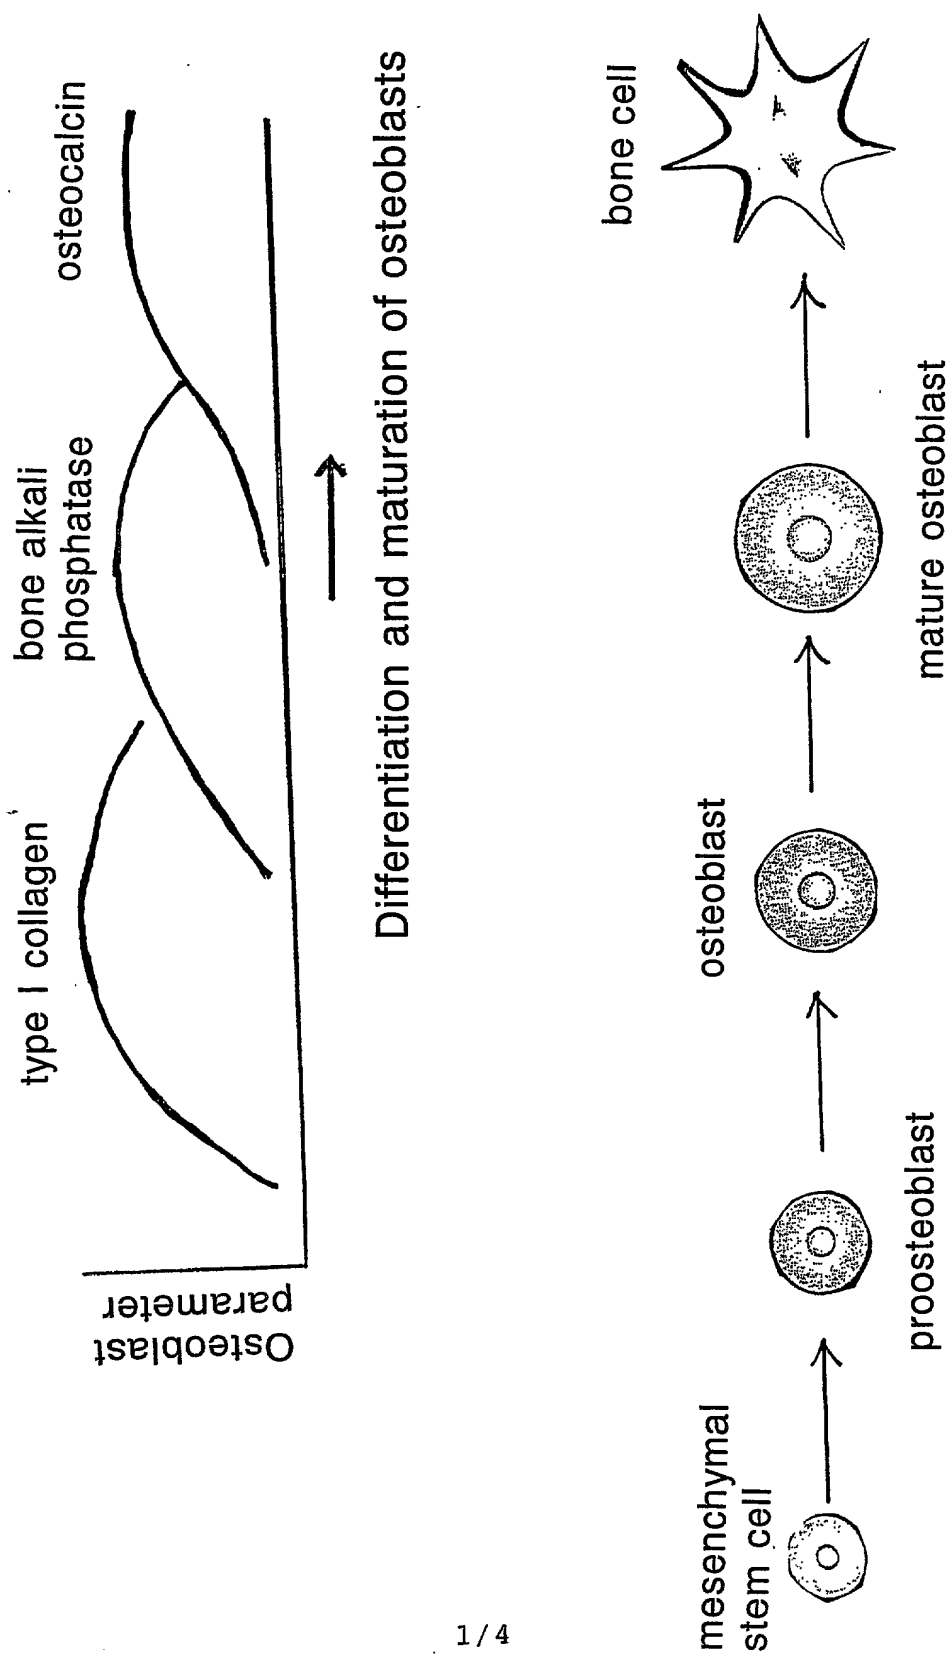 type I collagen
bone alkali
phosphatase
osteocalcin
Osteoblast
parameter
Differentiation and maturation of osteoblasts
mesenchymal
stem cell
proosteoblast
osteoblast
mature osteoblast
bone cell
1/4